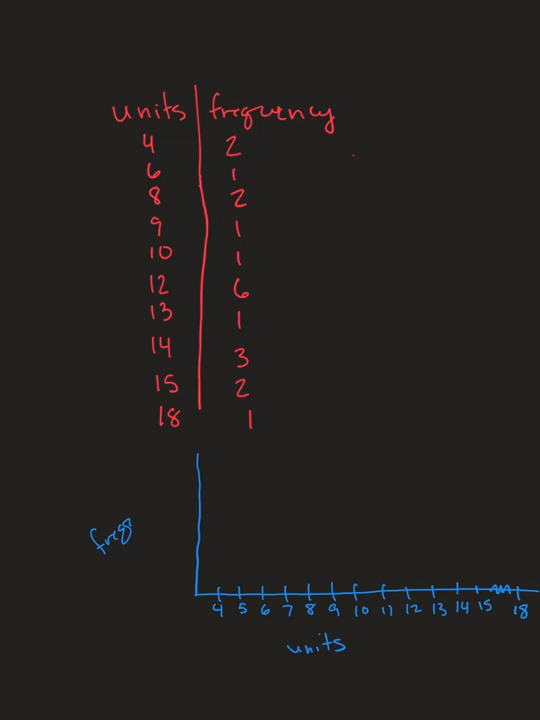 units frequency
4 2
6 1
8 2
9 1
10 1
12 6
13 1
14 3
15 2
18 1
freq
4 5 6 7 8 9 10 11 12 13 14 15 18
units